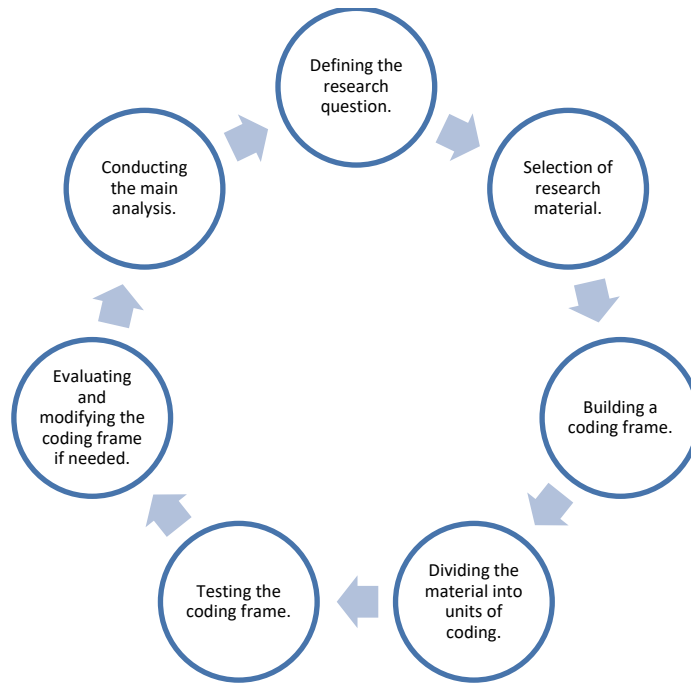 Defining the
research
question.
Selection of
research
material.
Building a
coding frame.
Dividing the
material into
units of
coding.
Testing the
coding frame.
Evaluating
and
modifying the
coding frame
if needed.
Conducting
the main
analysis.